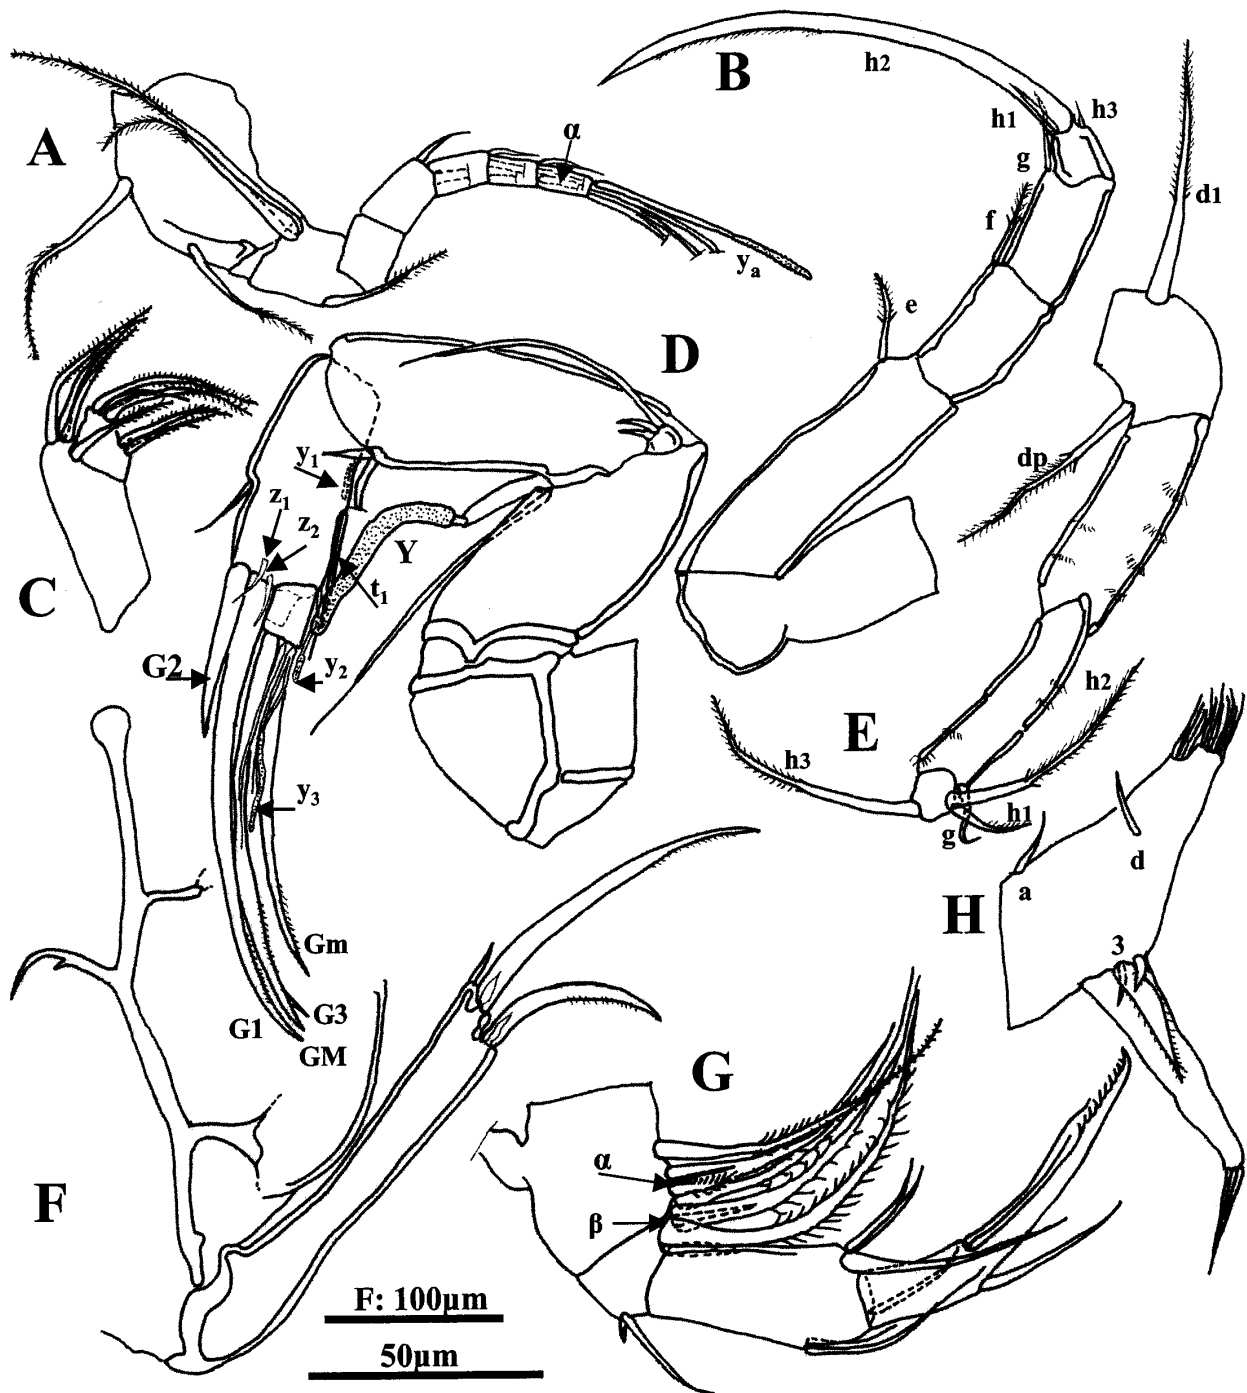 A
B
h2
h1
h3
α
g
d1
f
yₐ
e
D
y₁
dp
z₁
z₂
Y
C
t₁
G2
y₂
h2
E
h3
y₃
h1
g
d
a
H
Gm
3
G3
G1
GM
G
α
F
β
F: 100μm
50μm